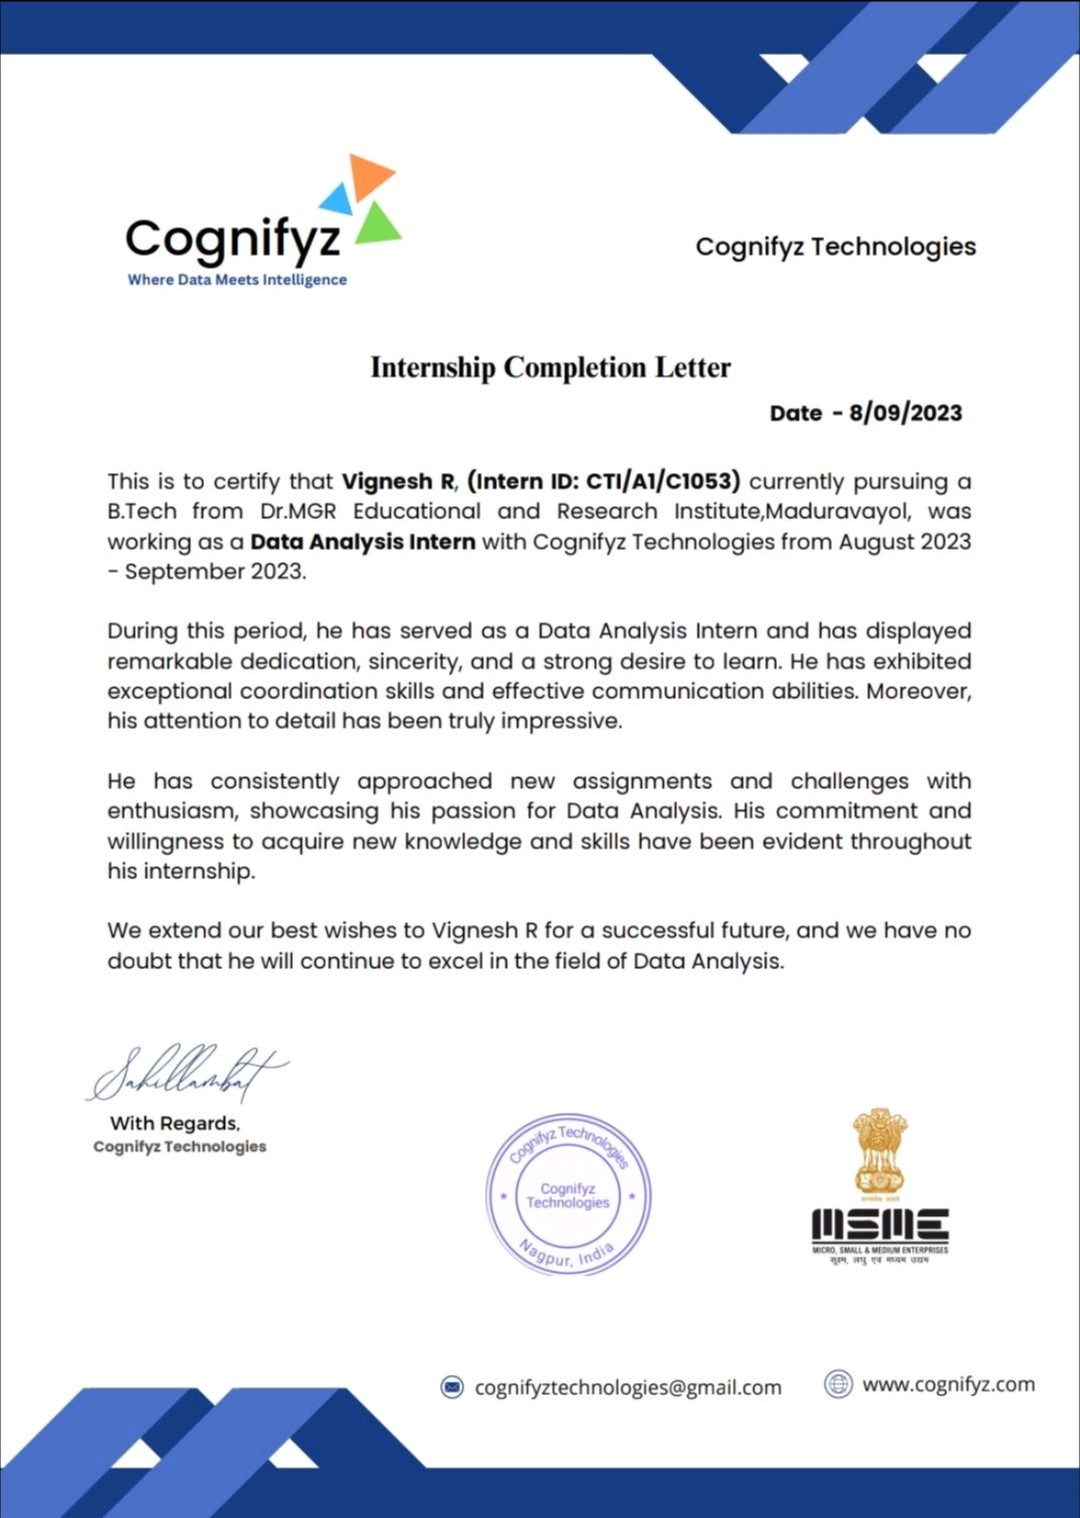 Cognifyz
Where Data Meets Intelligence
Cognifyz Technologies
Internship Completion Letter
Date - 8/09/2023
This is to certify that Vignesh R, (Intern ID: CTI/A1/C1053) currently pursuing a
B.Tech from Dr.MGR Educational and Research Institute,Maduravayol, was
working as a Data Analysis Intern with Cognifyz Technologies from August 2023
- September 2023.
During this period, he has served as a Data Analysis Intern and has displayed
remarkable dedication, sincerity, and a strong desire to learn. He has exhibited
exceptional coordination skills and effective communication abilities. Moreover,
his attention to detail has been truly impressive.
He has consistently approached new assignments and challenges with
enthusiasm, showcasing his passion for Data Analysis. His commitment and
willingness to acquire new knowledge and skills have been evident throughout
his internship.
We extend our best wishes to Vignesh R for a successful future, and we have no
doubt that he will continue to excel in the field of Data Analysis.
With Regards,
Cognifyz Technologies
Cognifyz Technologies
Cognifyz
Technologies
Nagpur, India
MSME
MICRO, SMALL & MEDIUM ENTERPRISES
सूक्ष्म, लघु एवं मध्यम उद्यम
cognifyztechnologies@gmail.com
www.cognifyz.com